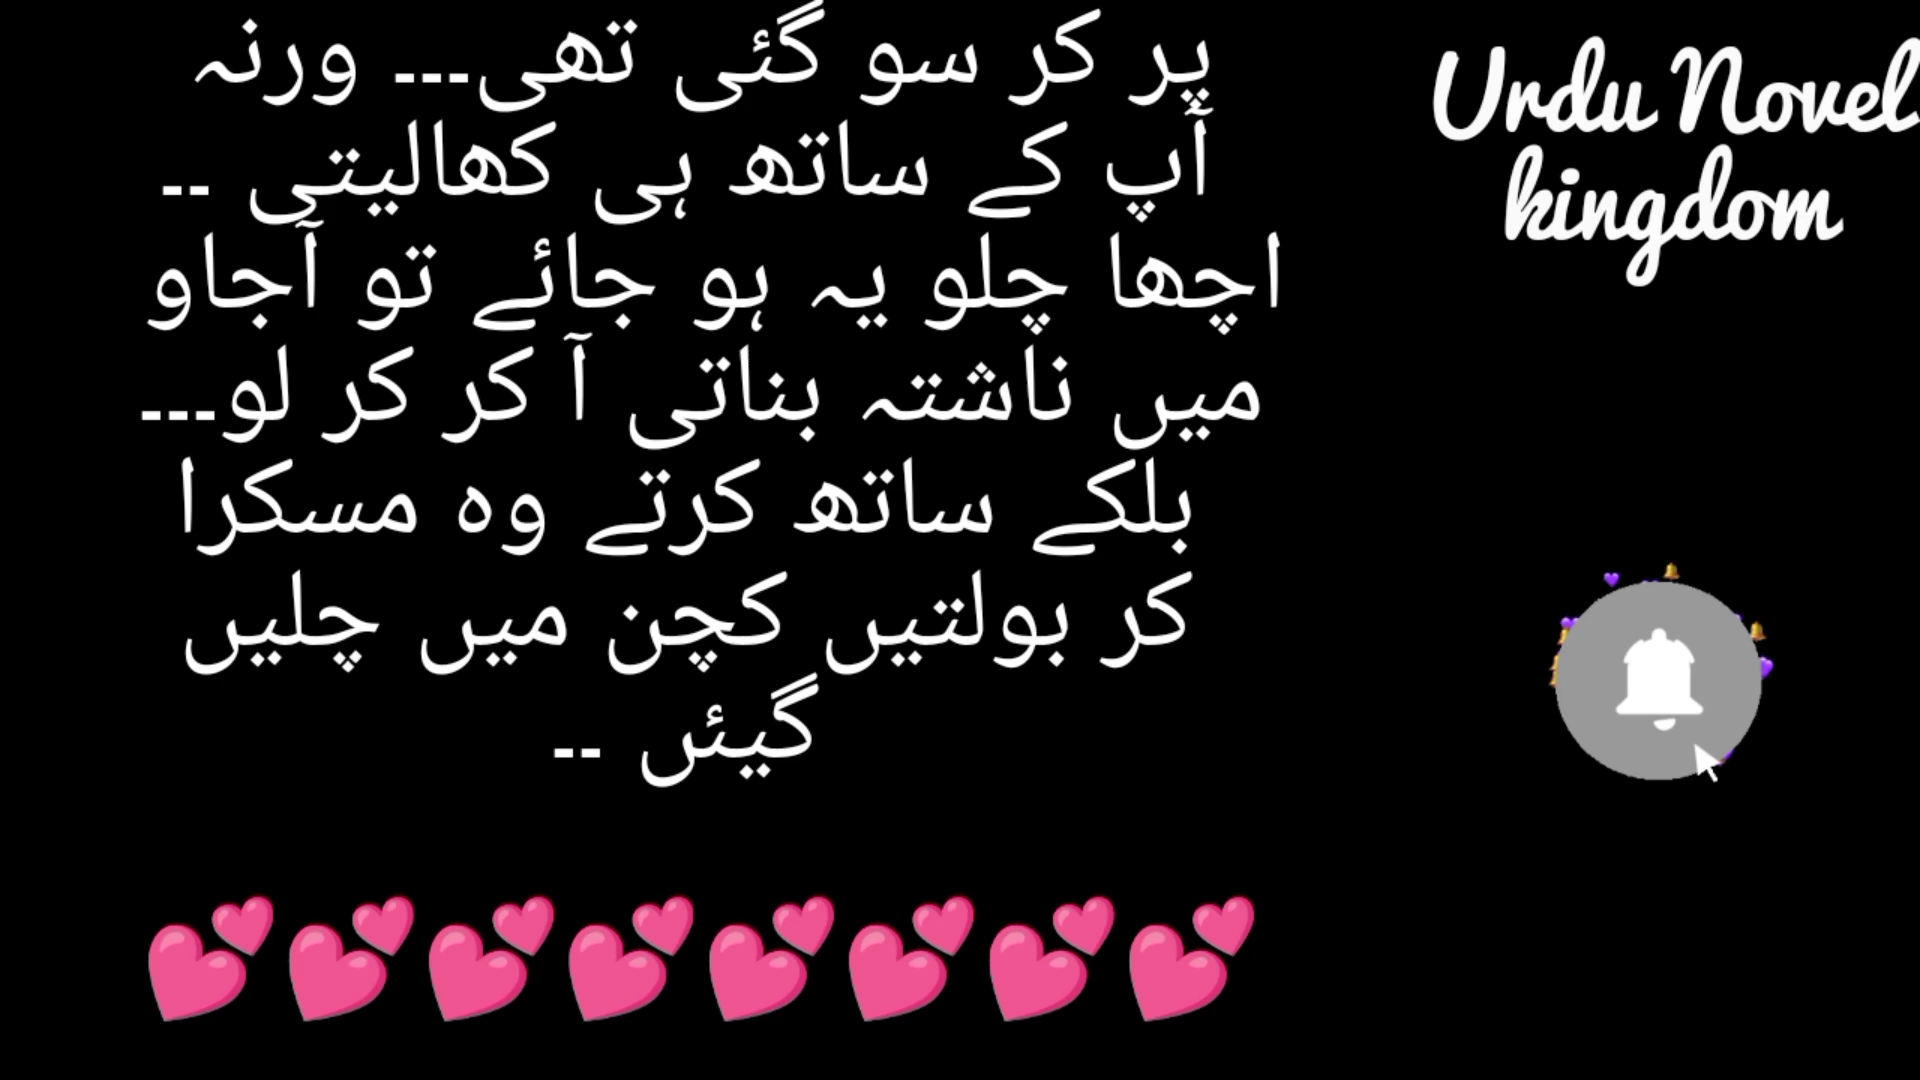 پر کر سو گئی تھی--- ورنہ
آپ کے ساتھ ہی کھالیتی --
اچھا چلو یہ ہو جائے تو آجاو
میں ناشتہ بناتی آ کر کر لو---
بلکے ساتھ کرتے وہ مسکرا
کر بولتیں کچن میں چلیں
گیئں --
Urdu Novel
kingdom